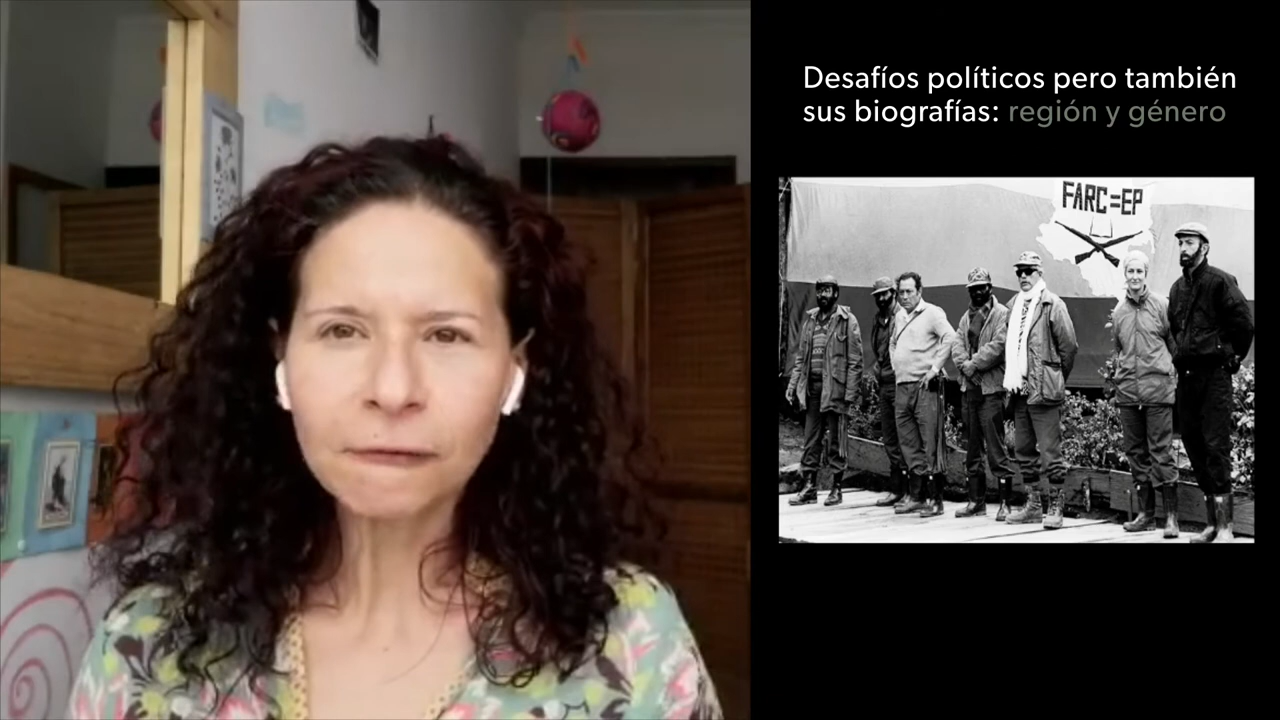 Desafíos políticos pero también
sus biografías: región y género
FARC=EP